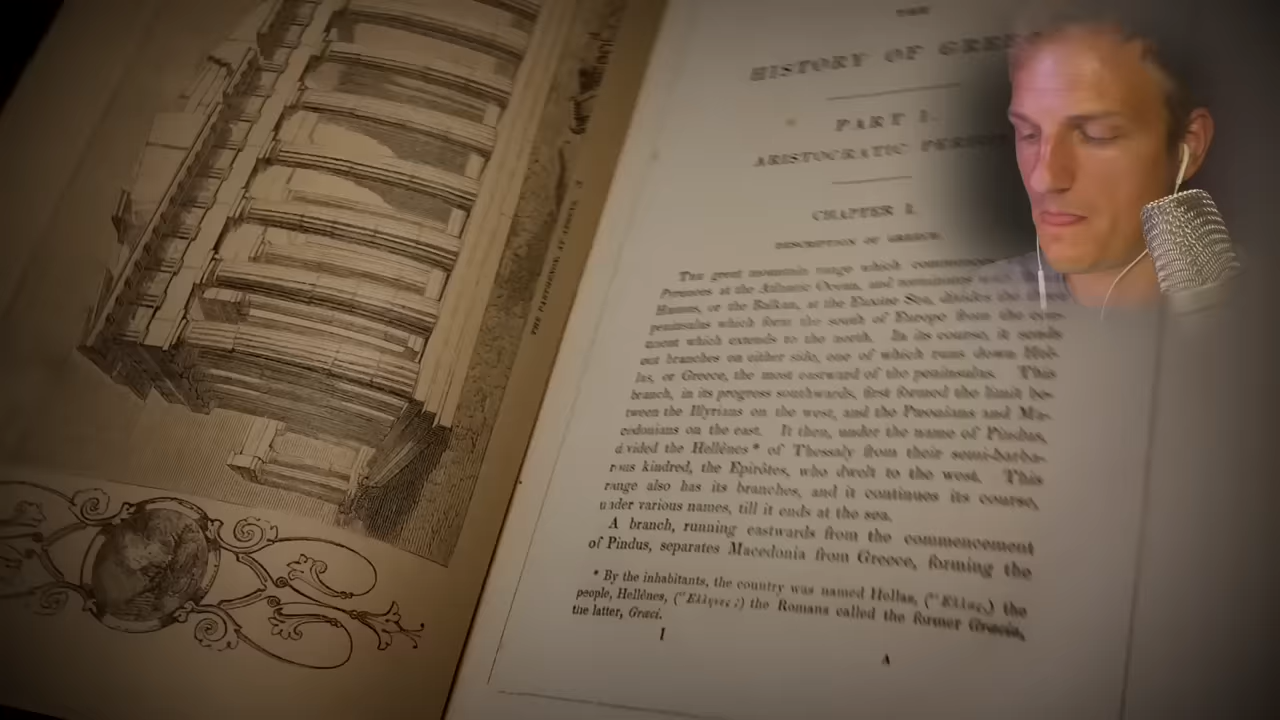 THE PARTHENON, AT ATHENS
THE
HISTORY OF
PART I.
ARISTOCRATIC
CHAPTER I.
DESCRIPTION OF GREECE.
The great mountain range which
Pyrenees at the Atlantic Ocean, and
Hæmus, or the Balkan, at the Euxine Sea, divides the
peninsulas which form the south of Europe from the con-
tinent which extends to the north. In its course, it sends
out branches on either side, one of which runs down Hel-
las, or Greece, the most eastward of the peninsulas. This
branch, in its progress southwards, first formed the limit be-
tween the Illyrians on the west, and the Pæonians and Ma-
cedonians on the east. It then, under the name of Pindus,
divided the Hellènes * of Thessaly from their semi-barba-
rous kindred, the Epirôtes, who dwelt to the west. This
range also has its branches, and it continues its course,
under various names, till it ends at the sea.
A branch, running eastwards from the commencement
of Pindus, separates Macedonia from Greece, forming the
* By the inhabitants, the country was named Hellas, (Ἑλλας,) the
people, Hellènes, (Ἑλληνες;) the Romans called the former Græcia,
the latter, Græci.
I
A